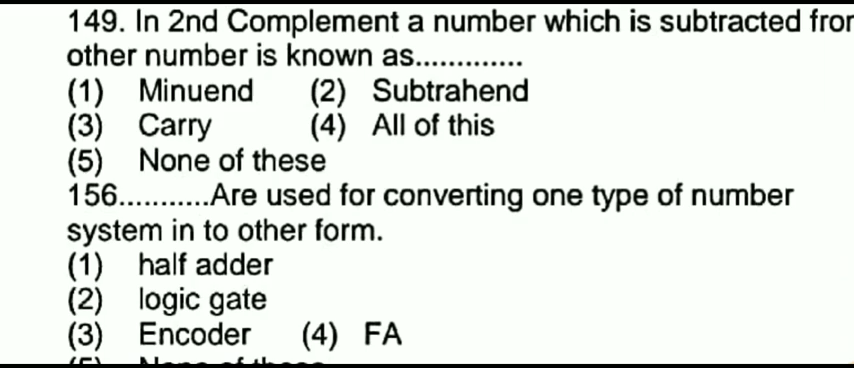 149. In 2nd Complement a number which is subtracted
other number is known as.............
(1) Minuend (2) Subtrahend
(3) Carry (4) All of this
(5) None of these
156...........Are used for converting one type of number
system in to other form.
(1) half adder
(2) logic gate
(3) Encoder (4) FA